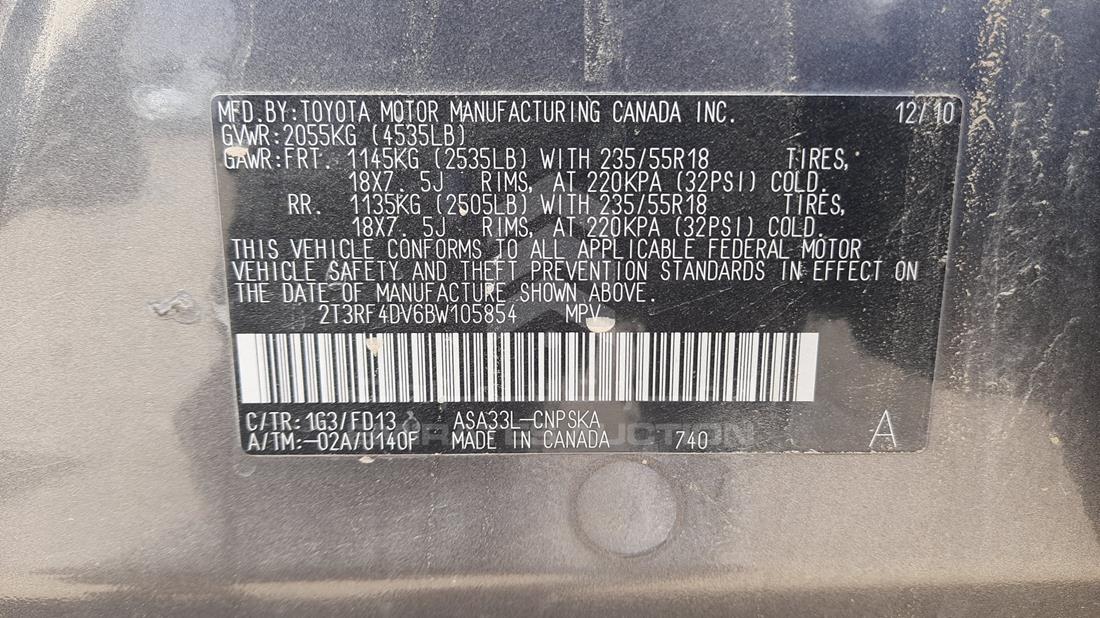 MFD.BY:TOYOTA MOTOR MANUFACTURING CANADA INC. 12/10
GVWR:2055KG (4535LB)
GAWR:FRT. 1145KG (2535LB) WITH 235/55R18 TIRES,
18X7. 5J RIMS, AT 220KPA (32PSI) COLD.
RR. 1135KG (2505LB) WITH 235/55R18 TIRES,
18X7. 5J RIMS, AT 220KPA (32PSI) COLD.
THIS VEHICLE CONFORMS TO ALL APPLICABLE FEDERAL MOTOR
VEHICLE SAFETY AND THEFT PREVENTION STANDARDS IN EFFECT ON
THE DATE OF MANUFACTURE SHOWN ABOVE.
2T3RF4DV6BW105854 MPV
C/TR:1G3/FD13 ASA33L-CNPSKA
A/TM:-02A/U140F MADE IN CANADA 740 A